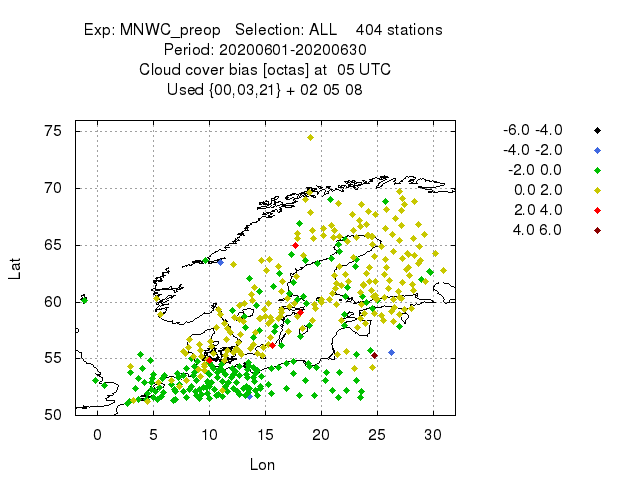 Exp: MNWC_preop   Selection: ALL    404 stations
Period: 20200601-20200630
Cloud cover bias [octas] at  05 UTC
Used {00,03,21} + 02 05 08
75
70
65
60
55
50
Lat
0 5 10 15 20 25 30
Lon
-6.0 -4.0
-4.0 -2.0
-2.0 0.0
0.0 2.0
2.0 4.0
4.0 6.0